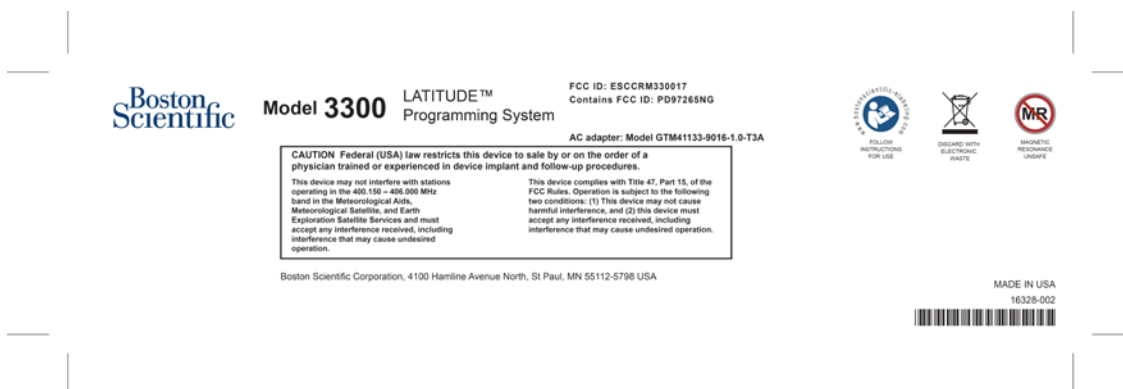 Boston
Scientific
Model 3300
LATITUDE™
Programming System
FCC ID: ESCCRM330017
Contains FCC ID: PD97265NG
AC adapter: Model GTM41133-9016-1.0-T3A
CAUTION Federal (USA) law restricts this device to sale by or on the order of a
physician trained or experienced in device implant and follow-up procedures.
This device may not interfere with stations
operating in the 400.150 – 406.000 MHz
band in the Meteorological Aids,
Meteorological Satellite, and Earth
Exploration Satellite Services and must
accept any interference received, including
interference that may cause undesired
operation.
This device complies with Title 47, Part 15, of the
FCC Rules. Operation is subject to the following
two conditions: (1) This device may not cause
harmful interference, and (2) this device must
accept any interference received, including
interference that may cause undesired operation.
Boston Scientific Corporation, 4100 Hamline Avenue North, St Paul, MN 55112-5798 USA
www.bostonscientific-elabeling.com
FOLLOW
INSTRUCTIONS
FOR USE
DISCARD WITH
ELECTRONIC
WASTE
MR
MAGNETIC
RESONANCE
UNSAFE
MADE IN USA
16328-002